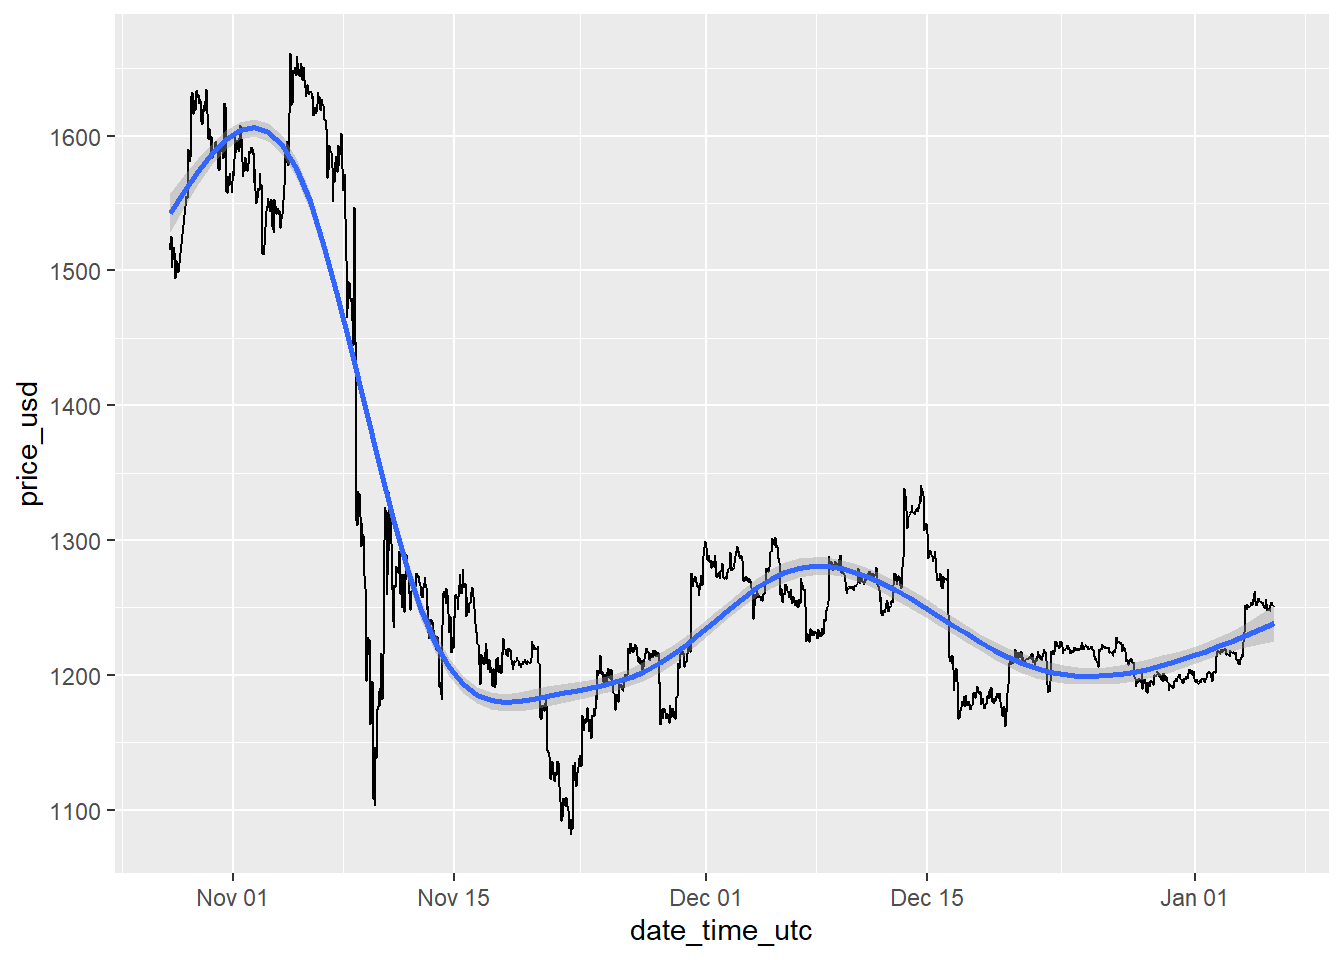 price_usd
1600
1500
1400
1300
1200
1100
Nov 01
Nov 15
Dec 01
Dec 15
Jan 01
date_time_utc